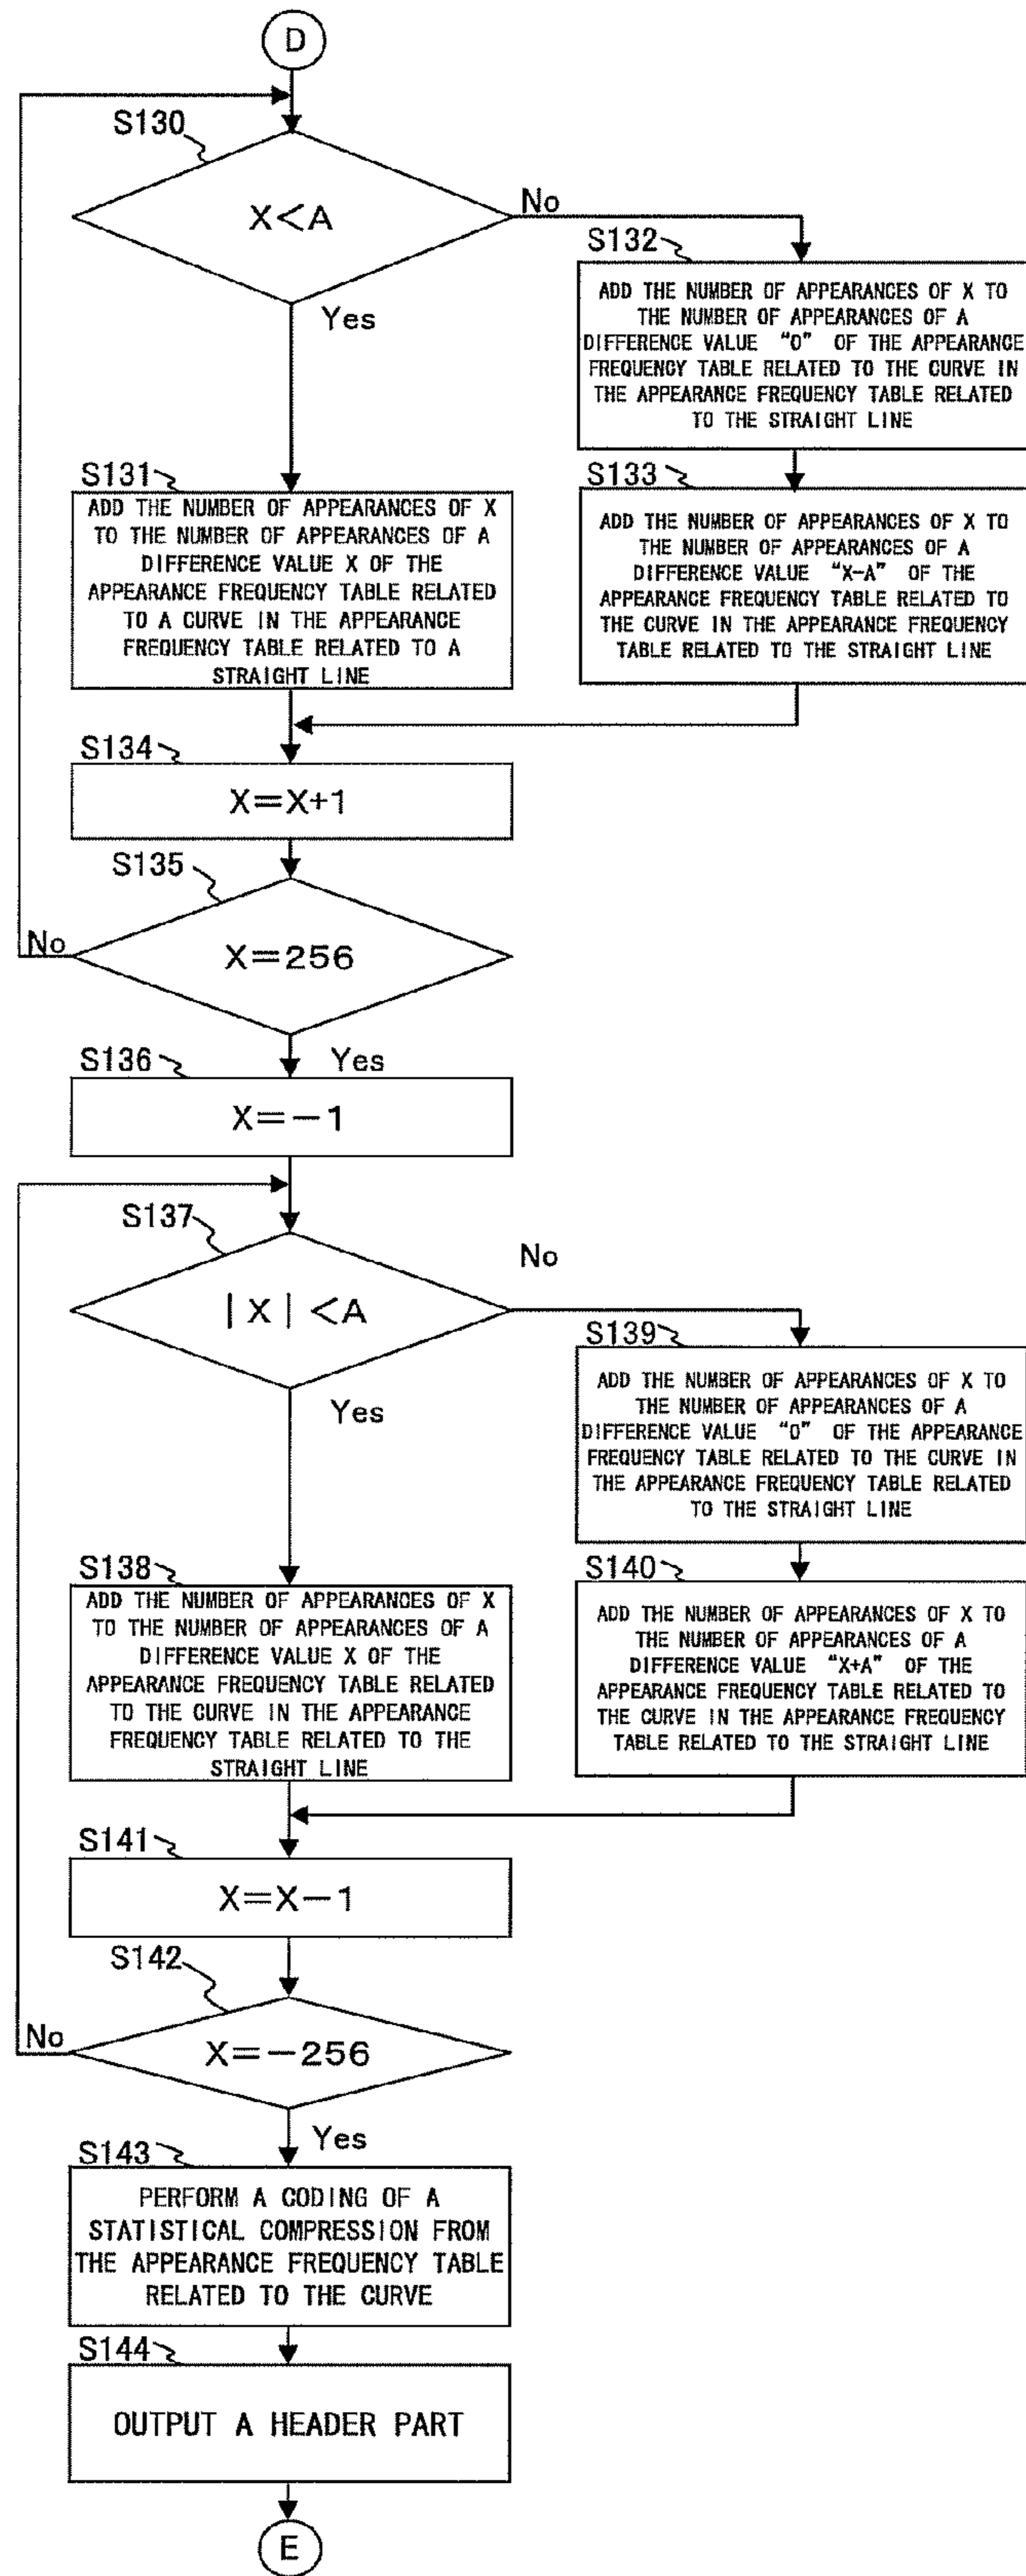 D
S130
X<A
No
Yes
S132
ADD THE NUMBER OF APPEARANCES OF X TO
THE NUMBER OF APPEARANCES OF A
DIFFERENCE VALUE "0" OF THE APPEARANCE
FREQUENCY TABLE RELATED TO THE CURVE IN
THE APPEARANCE FREQUENCY TABLE RELATED
TO THE STRAIGHT LINE
S131
ADD THE NUMBER OF APPEARANCES OF X
TO THE NUMBER OF APPEARANCES OF A
DIFFERENCE VALUE X OF THE
APPEARANCE FREQUENCY TABLE RELATED
TO A CURVE IN THE APPEARANCE
FREQUENCY TABLE RELATED TO A
STRAIGHT LINE
S133
ADD THE NUMBER OF APPEARANCES OF X TO
THE NUMBER OF APPEARANCES OF A
DIFFERENCE VALUE "X-A" OF THE
APPEARANCE FREQUENCY TABLE RELATED TO
THE CURVE IN THE APPEARANCE FREQUENCY
TABLE RELATED TO THE STRAIGHT LINE
S134
X=X+1
S135
X=256
No
Yes
S136
X=-1
S137
|X|<A
No
Yes
S139
ADD THE NUMBER OF APPEARANCES OF X TO
THE NUMBER OF APPEARANCES OF A
DIFFERENCE VALUE "0" OF THE APPEARANCE
FREQUENCY TABLE RELATED TO THE CURVE IN
THE APPEARANCE FREQUENCY TABLE RELATED
TO THE STRAIGHT LINE
S138
ADD THE NUMBER OF APPEARANCES OF X
TO THE NUMBER OF APPEARANCES OF A
DIFFERENCE VALUE X OF THE
APPEARANCE FREQUENCY TABLE RELATED
TO THE CURVE IN THE APPEARANCE
FREQUENCY TABLE RELATED TO THE
STRAIGHT LINE
S140
ADD THE NUMBER OF APPEARANCES OF X TO
THE NUMBER OF APPEARANCES OF A
DIFFERENCE VALUE "X+A" OF THE
APPEARANCE FREQUENCY TABLE RELATED TO
THE CURVE IN THE APPEARANCE FREQUENCY
TABLE RELATED TO THE STRAIGHT LINE
S141
X=X-1
S142
X=-256
No
Yes
S143
PERFORM A CODING OF A
STATISTICAL COMPRESSION FROM
THE APPEARANCE FREQUENCY TABLE
RELATED TO THE CURVE
S144
OUTPUT A HEADER PART
E